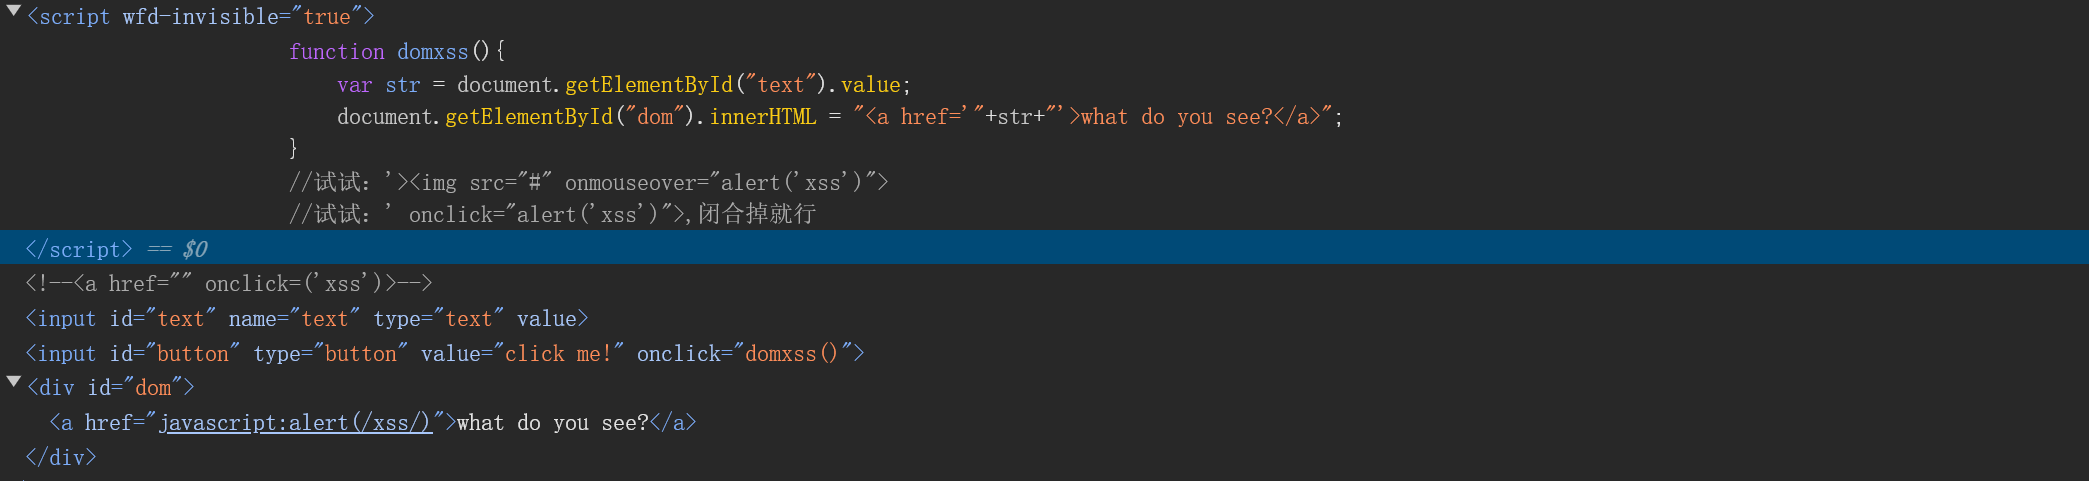 <script wfd-invisible="true">
function domxss(){
var str = document.getElementById("text").value;
document.getElementById("dom").innerHTML = "<a href='"+str+"'>what do you see?</a>";
}
//试试：'><img src="#" onmouseover="alert('xss')">
//试试：' onclick="alert('xss')">,闭合掉就行
</script> == $0
<!--<a href="" onclick=('xss')>-->
<input id="text" name="text" type="text" value>
<input id="button" type="button" value="click me!" onclick="domxss()">
<div id="dom">
<a href="javascript:alert(/xss/)">what do you see?</a>
</div>